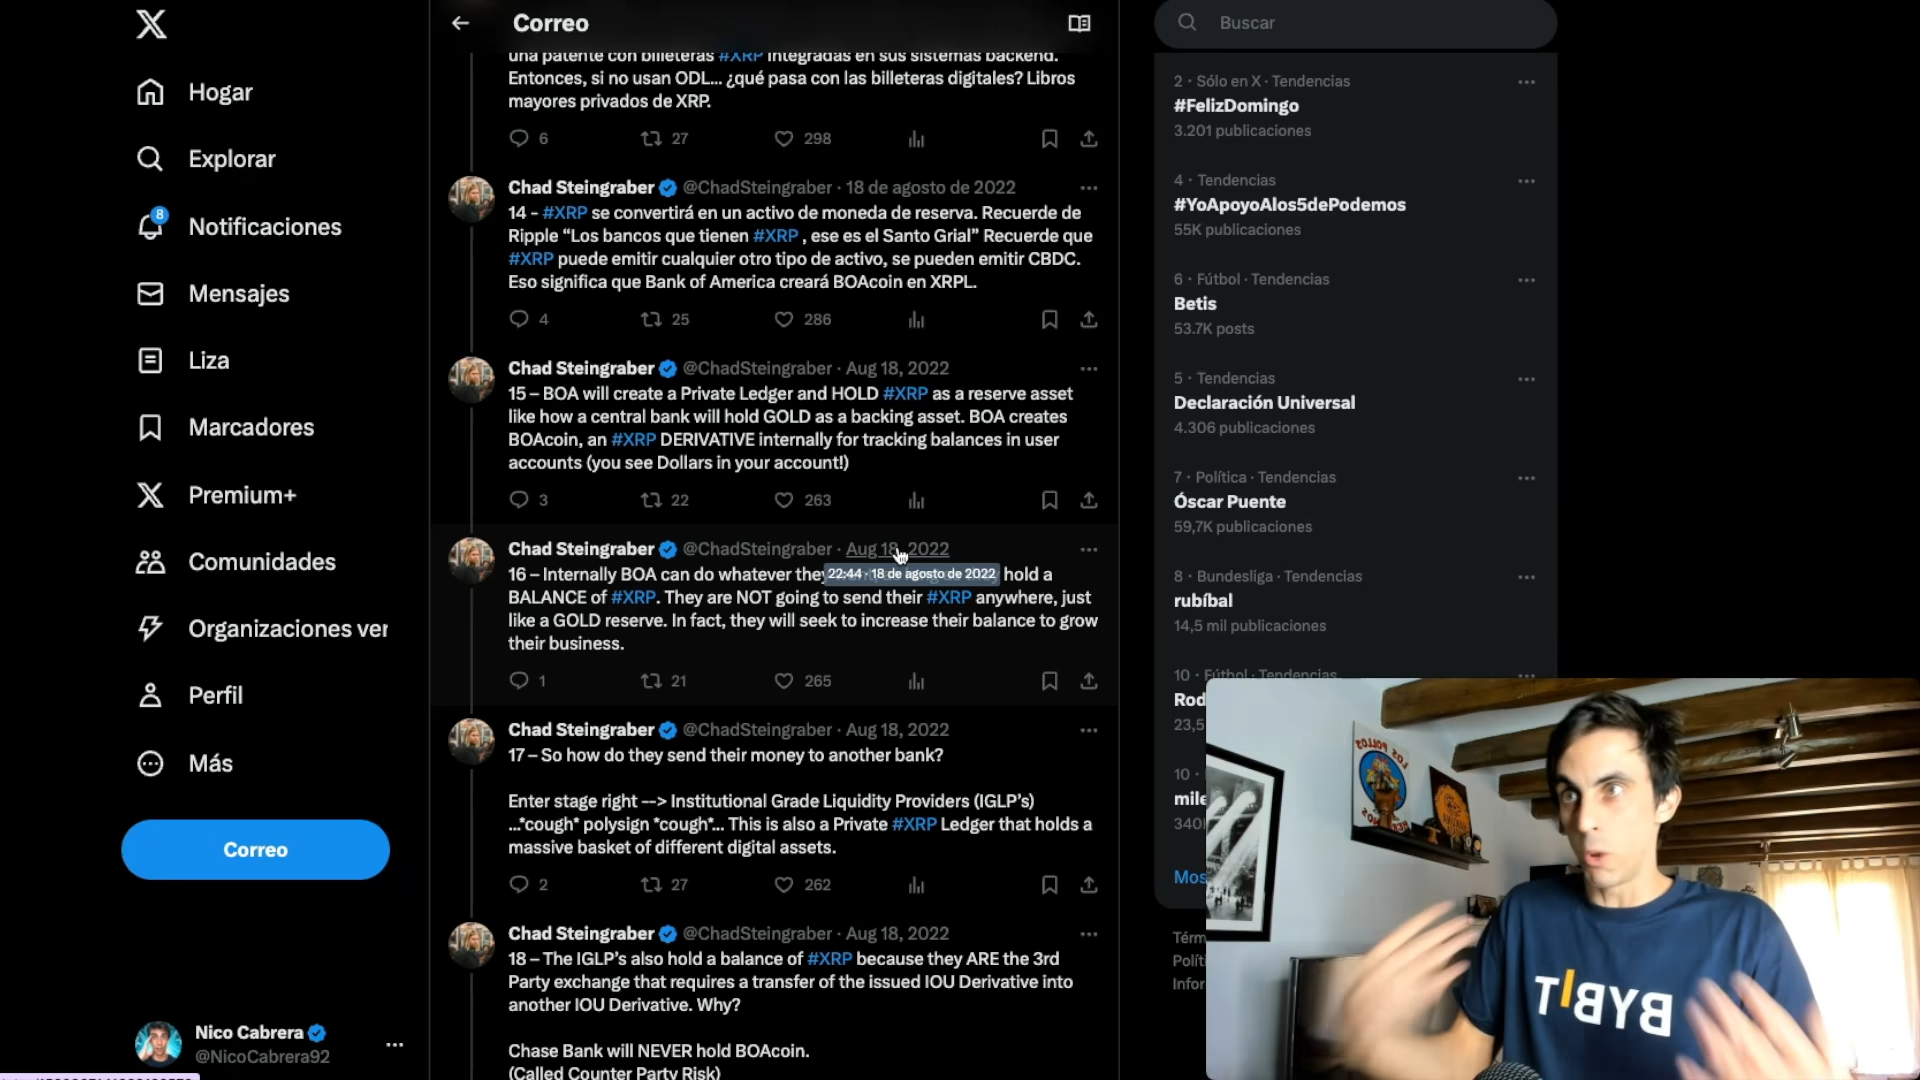 Hogar
Explorar
8
Notificaciones
Mensajes
Liza
Marcadores
Premium+
Comunidades
Organizaciones ver
Perfil
Más
Correo
Nico Cabrera
@NicoCabrera92
Correo
una patente con billeteras #XRP integradas en sus sistemas backend.
Entonces, si no usan ODL... ¿qué pasa con las billeteras digitales? Libros
mayores privados de XRP.
6 27 298
Chad Steingraber @ChadSteingraber · 18 de agosto de 2022
14 - #XRP se convertirá en un activo de moneda de reserva. Recuerde de
Ripple “Los bancos que tienen #XRP , ese es el Santo Grial” Recuerde que
#XRP puede emitir cualquier otro tipo de activo, se pueden emitir CBDC.
Eso significa que Bank of America creará BOAcoin en XRPL.
4 25 286
Chad Steingraber @ChadSteingraber · Aug 18, 2022
15 – BOA will create a Private Ledger and HOLD #XRP as a reserve asset
like how a central bank will hold GOLD as a backing asset. BOA creates
BOAcoin, an #XRP DERIVATIVE internally for tracking balances in user
accounts (you see Dollars in your account!)
3 22 263
Chad Steingraber @ChadSteingraber · Aug 18, 2022
22:44 · 18 de agosto de 2022
16 – Internally BOA can do whatever they hold a
BALANCE of #XRP. They are NOT going to send their #XRP anywhere, just
like a GOLD reserve. In fact, they will seek to increase their balance to grow
their business.
1 21 265
Chad Steingraber @ChadSteingraber · Aug 18, 2022
17 – So how do they send their money to another bank?
Enter stage right --> Institutional Grade Liquidity Providers (IGLP’s)
...*cough* polysign *cough*... This is also a Private #XRP Ledger that holds a
massive basket of different digital assets.
2 27 262
Chad Steingraber @ChadSteingraber · Aug 18, 2022
18 – The IGLP’s also hold a balance of #XRP because they ARE the 3rd
Party exchange that requires a transfer of the issued IOU Derivative into
another IOU Derivative. Why?
Chase Bank will NEVER hold BOAcoin.
(Called Counter Party Risk)
Buscar
2 · Sólo en X · Tendencias
#FelizDomingo
3.201 publicaciones
4 · Tendencias
#YoApoyoAlos5dePodemos
55K publicaciones
6 · Fútbol · Tendencias
Betis
53.7K posts
5 · Tendencias
Declaración Universal
4.306 publicaciones
7 · Política · Tendencias
Óscar Puente
59,7K publicaciones
8 · Bundesliga · Tendencias
rubíbal
14,5 mil publicaciones
10 · Fútbol · Tendencias
Rod
23,5
10 ·
mile
340
Mos
Térm
Polít
Infor
LOS POLLOS
HERMANOS
BYBIT